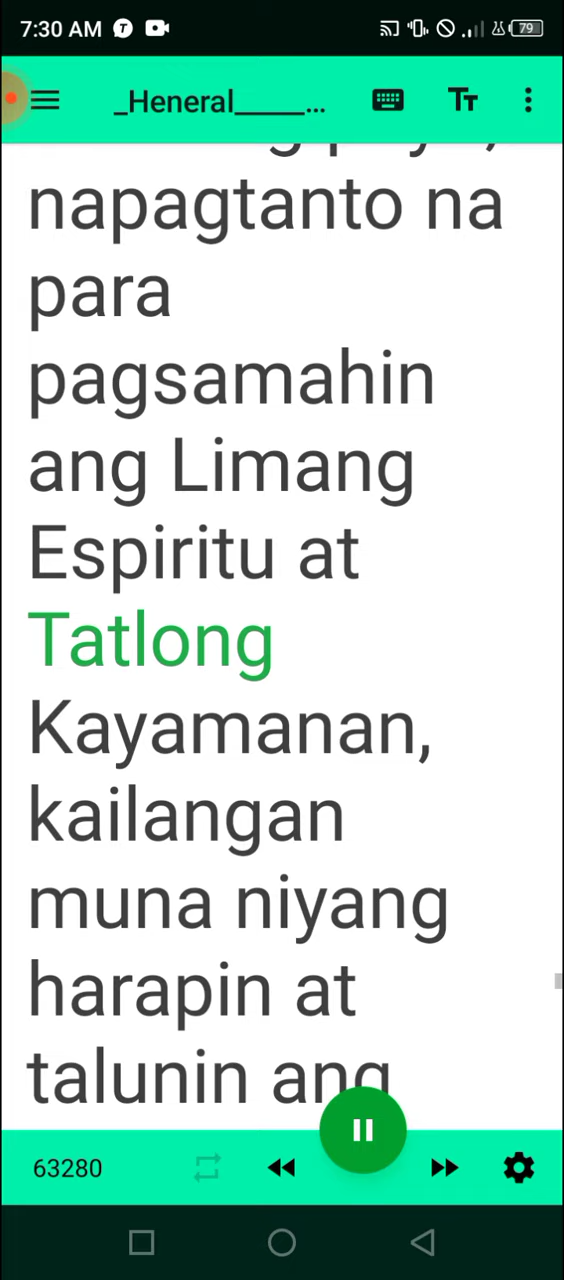 7:30 AM
79
_Heneral_____...
napagtanto na
para
pagsamahin
ang Limang
Espiritu at
Tatlong
Kayamanan,
kailangan
muna niyang
harapin at
talunin ang
63280